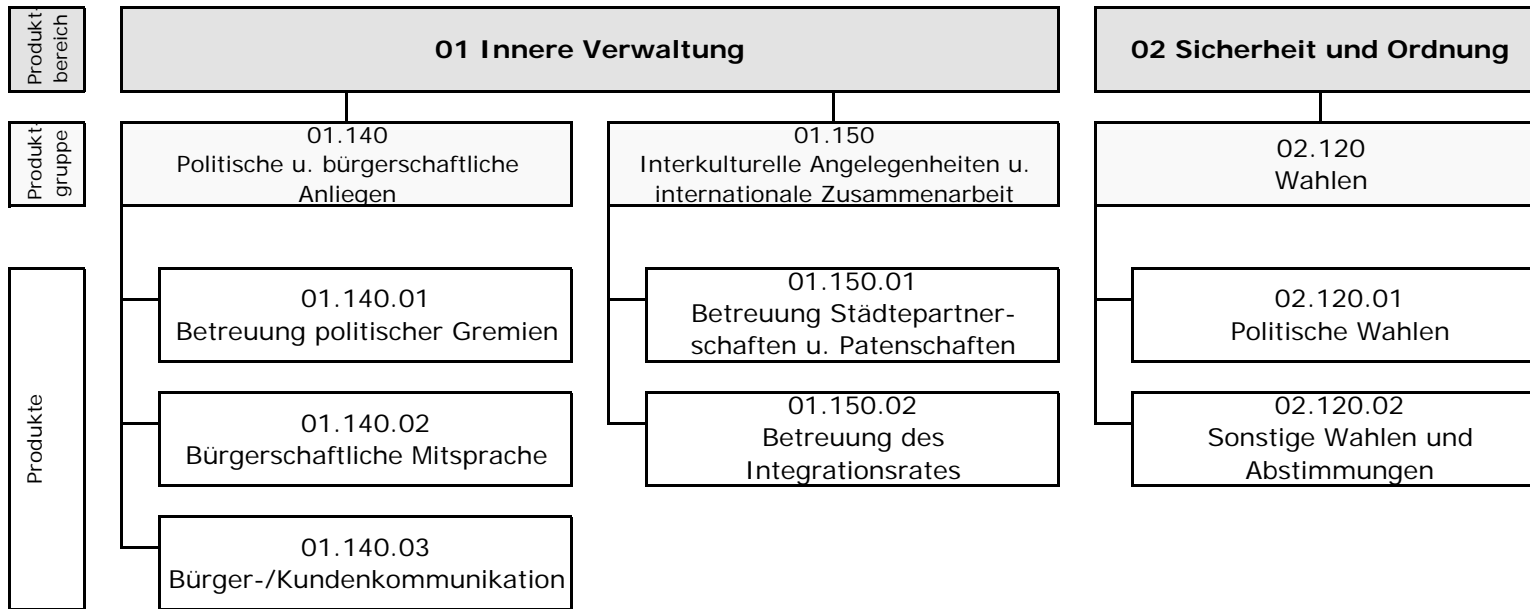 Produkt-
bereich
01 Innere Verwaltung
02 Sicherheit und Ordnung
Produkt-
gruppe
01.140
Politische u. bürgerschaftliche
Anliegen
01.150
Interkulturelle Angelegenheiten u.
internationale Zusammenarbeit
02.120
Wahlen
Produkte
01.140.01
Betreuung politischer Gremien
01.150.01
Betreuung Städtepartner-
schaften u. Patenschaften
02.120.01
Politische Wahlen
01.140.02
Bürgerschaftliche Mitsprache
01.150.02
Betreuung des
Integrationsrates
02.120.02
Sonstige Wahlen und
Abstimmungen
01.140.03
Bürger-/Kundenkommunikation